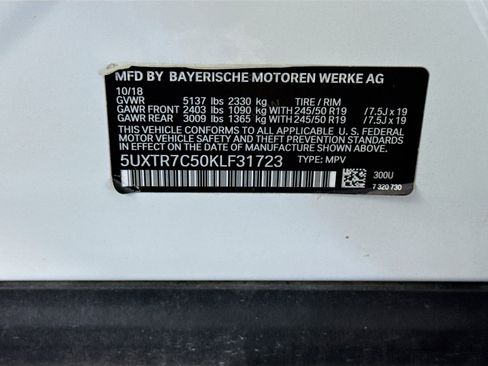 MFD BY BAYERISCHE MOTOREN WERKE AG
10/18
GVWR 5137 lbs 2330 kg TIRE / RIM
GAWR FRONT 2403 lbs 1090 kg WITH 245/50 R19 / 7.5J x 19
GAWR REAR 3009 lbs 1365 kg WITH 245/50 R19 / 7.5J x 19
THIS VEHICLE CONFORMS TO ALL APPLICABLE U. S. FEDERAL
MOTOR VEHICLE SAFETY STANDARDS IN EFFECT
ON THE DATE OF MANUFACTURE SHOWN ABOVE.
5UXTR7C50KLF31723 TYPE: MPV
300U
7 320 730